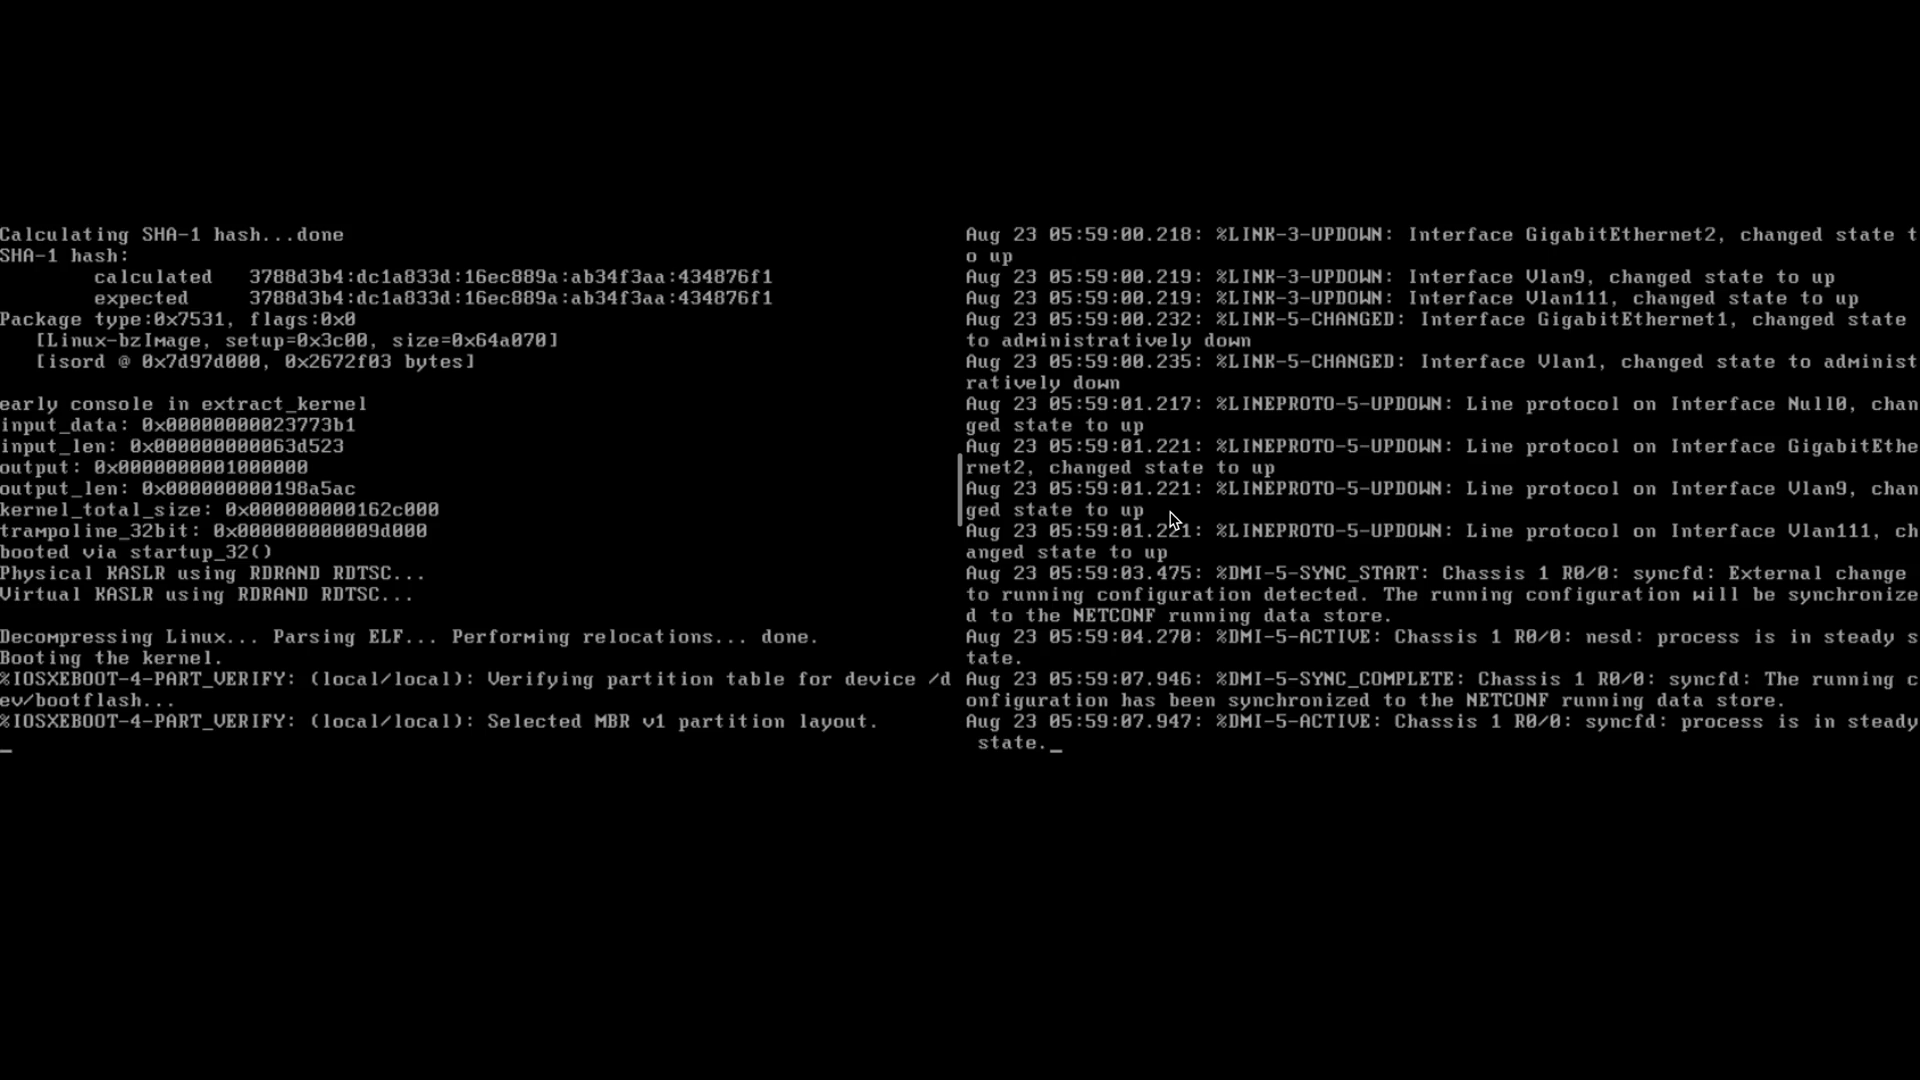 Calculating SHA-1 hash...done
SHA-1 hash:
calculated 3788d3b4:dc1a833d:16ec889a:ab34f3aa:434876f1
expected 3788d3b4:dc1a833d:16ec889a:ab34f3aa:434876f1
Package type:0x7531, flags:0x0
[Linux-bzImage, setup=0x3c00, size=0x64a070]
[isord @ 0x7d97d000, 0x2672f03 bytes]
early console in extract_kernel
input_data: 0x00000000023773b1
input_len: 0x000000000063d523
output: 0x0000000001000000
output_len: 0x000000000198a5ac
kernel_total_size: 0x000000000162c000
trampoline_32bit: 0x000000000009d000
booted via startup_32()
Physical KASLR using RDRAND RDTSC...
Virtual KASLR using RDRAND RDTSC...
Decompressing Linux... Parsing ELF... Performing relocations... done.
Booting the kernel.
%IOSXEBOOT-4-PART_VERIFY: (local/local): Verifying partition table for device /d
ev/bootflash...
%IOSXEBOOT-4-PART_VERIFY: (local/local): Selected MBR v1 partition layout.
_
Aug 23 05:59:00.218: %LINK-3-UPDOWN: Interface GigabitEthernet2, changed state t
o up
Aug 23 05:59:00.219: %LINK-3-UPDOWN: Interface Vlan9, changed state to up
Aug 23 05:59:00.219: %LINK-3-UPDOWN: Interface Vlan111, changed state to up
Aug 23 05:59:00.232: %LINK-5-CHANGED: Interface GigabitEthernet1, changed state
to administratively down
Aug 23 05:59:00.235: %LINK-5-CHANGED: Interface Vlan1, changed state to administ
ratively down
Aug 23 05:59:01.217: %LINEPROTO-5-UPDOWN: Line protocol on Interface Null0, chan
ged state to up
Aug 23 05:59:01.221: %LINEPROTO-5-UPDOWN: Line protocol on Interface GigabitEthe
rnet2, changed state to up
Aug 23 05:59:01.221: %LINEPROTO-5-UPDOWN: Line protocol on Interface Vlan9, chan
ged state to up
Aug 23 05:59:01.221: %LINEPROTO-5-UPDOWN: Line protocol on Interface Vlan111, ch
anged state to up
Aug 23 05:59:03.475: %DMI-5-SYNC_START: Chassis 1 R0/0: syncfd: External change
to running configuration detected. The running configuration will be synchronize
d to the NETCONF running data store.
Aug 23 05:59:04.270: %DMI-5-ACTIVE: Chassis 1 R0/0: nesd: process is in steady s
tate.
Aug 23 05:59:07.946: %DMI-5-SYNC_COMPLETE: Chassis 1 R0/0: syncfd: The running c
onfiguration has been synchronized to the NETCONF running data store.
Aug 23 05:59:07.947: %DMI-5-ACTIVE: Chassis 1 R0/0: syncfd: process is in steady
state._